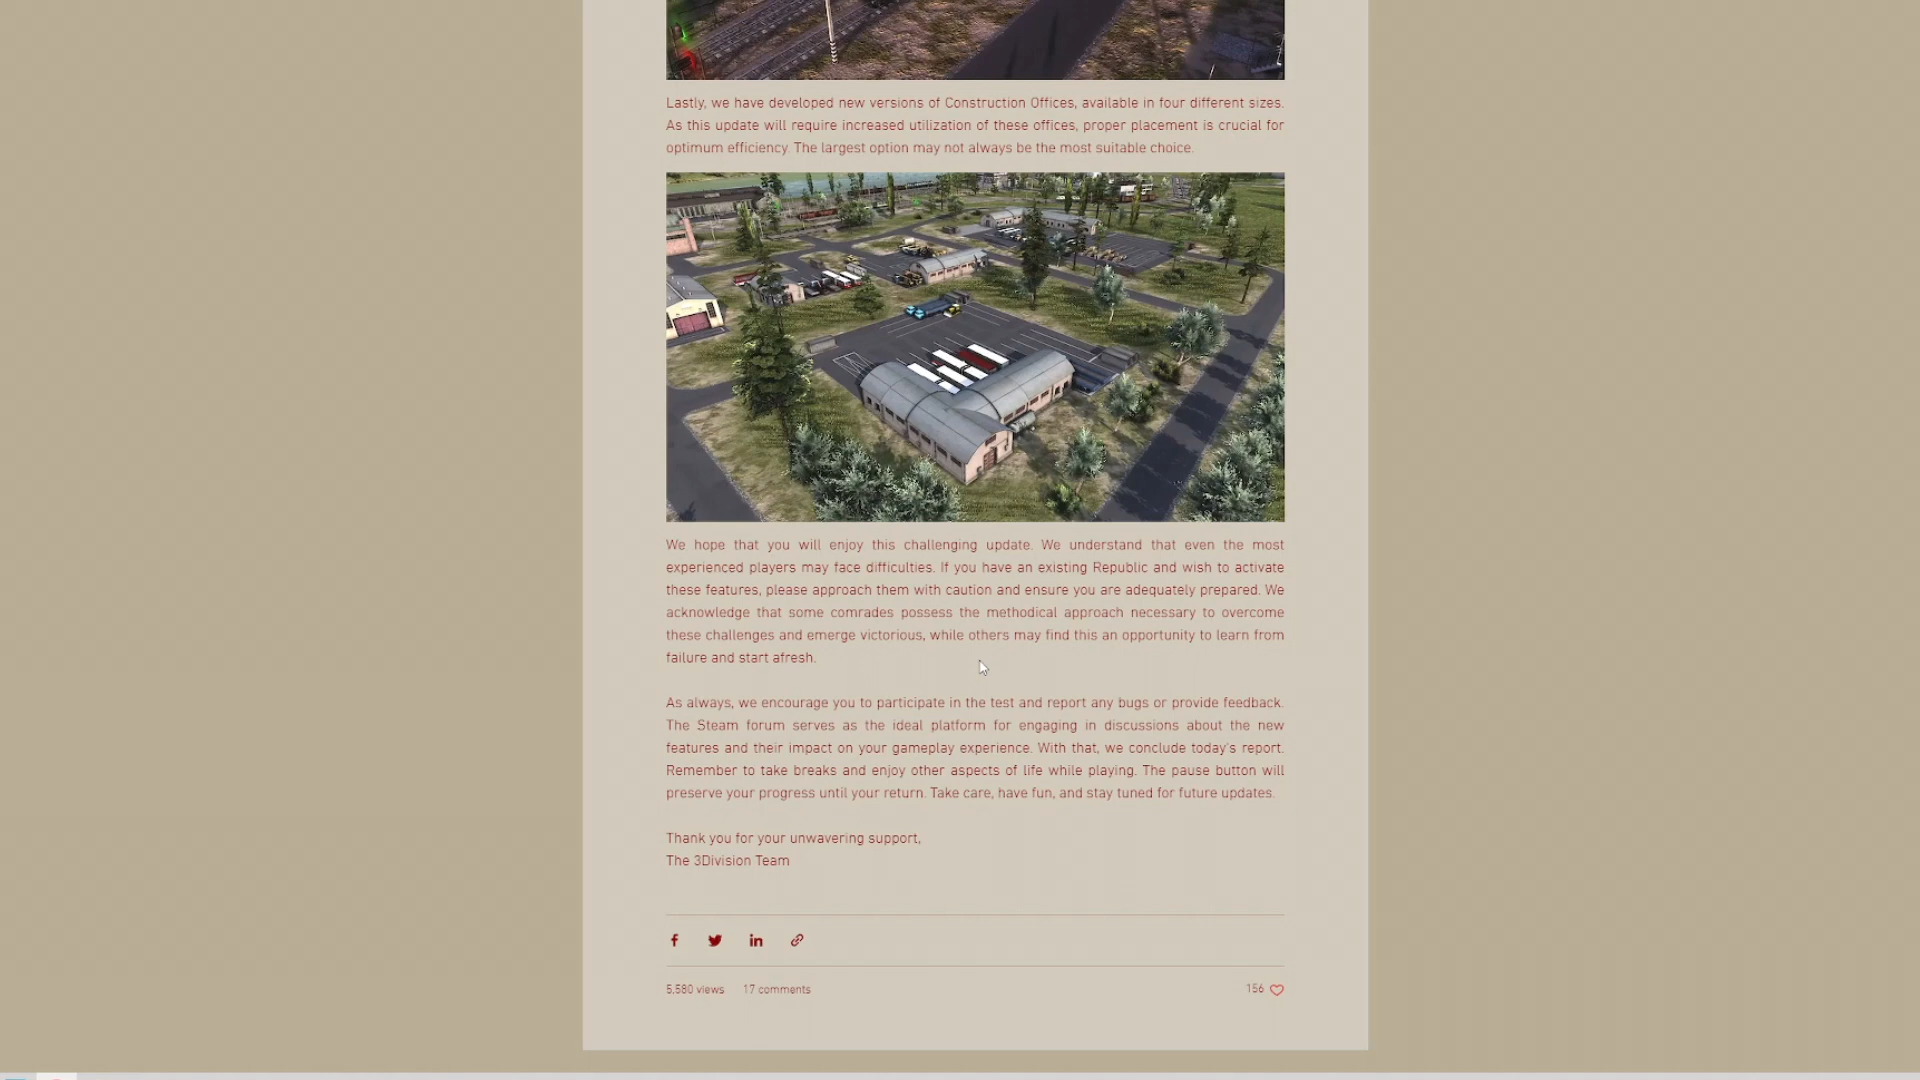 Lastly, we have developed new versions of Construction Offices, available in four different sizes.
As this update will require increased utilization of these offices, proper placement is crucial for
optimum efficiency. The largest option may not always be the most suitable choice.
We hope that you will enjoy this challenging update. We understand that even the most
experienced players may face difficulties. If you have an existing Republic and wish to activate
these features, please approach them with caution and ensure you are adequately prepared. We
acknowledge that some comrades possess the methodical approach necessary to overcome
these challenges and emerge victorious, while others may find this an opportunity to learn from
failure and start afresh.
As always, we encourage you to participate in the test and report any bugs or provide feedback.
The Steam forum serves as the ideal platform for engaging in discussions about the new
features and their impact on your gameplay experience. With that, we conclude today's report.
Remember to take breaks and enjoy other aspects of life while playing. The pause button will
preserve your progress until your return. Take care, have fun, and stay tuned for future updates.
Thank you for your unwavering support,
The 3Division Team
5,580 views 17 comments 156